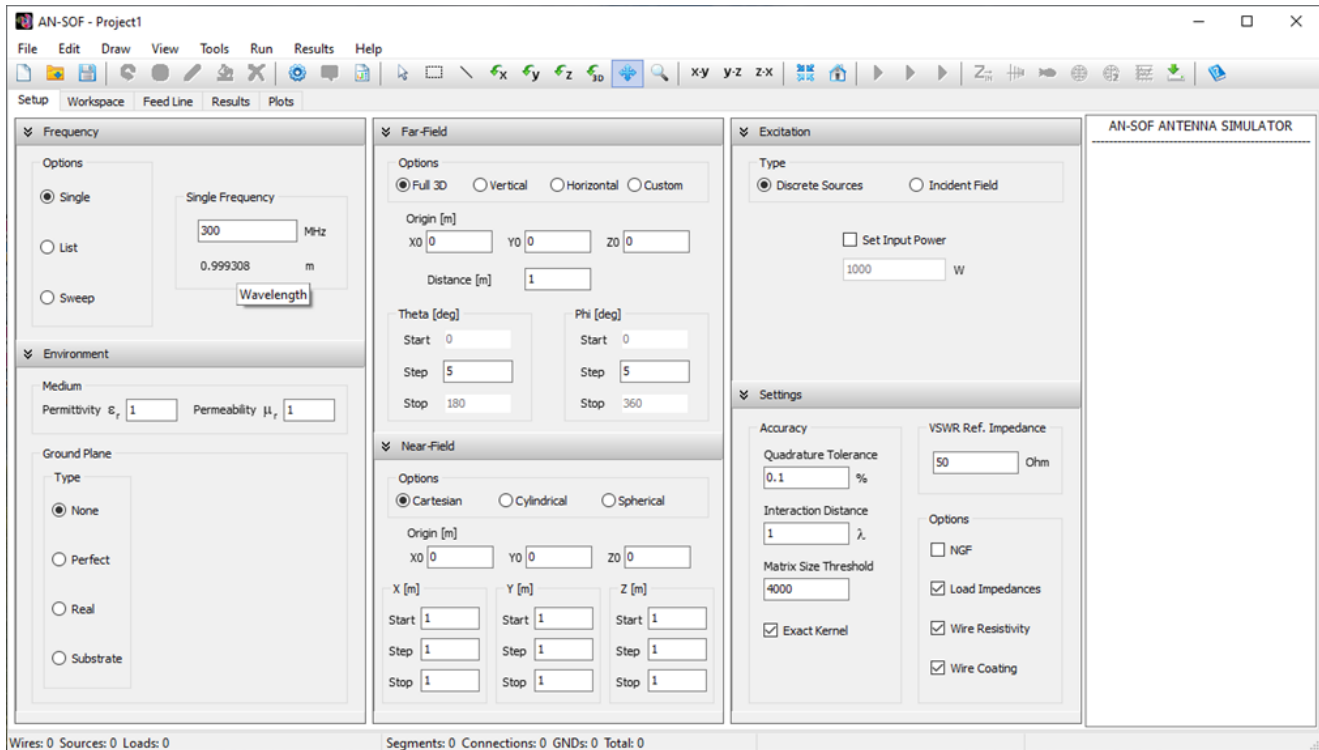 AN-SOF - Project1
File Edit Draw View Tools Run Results Help
x-y y-z z-x
Setup Workspace Feed Line Results Plots
Frequency
Options
Single
List
Sweep
Single Frequency
300 MHz
0.999308 m
Wavelength
Environment
Medium
Permittivity εr 1 Permeability μr 1
Ground Plane
Type
None
Perfect
Real
Substrate
Far-Field
Options
Full 3D Vertical Horizontal Custom
Origin [m]
X0 0 Y0 0 Z0 0
Distance [m] 1
Theta [deg]
Start 0
Step 5
Stop 180
Phi [deg]
Start 0
Step 5
Stop 360
Near-Field
Options
Cartesian Cylindrical Spherical
Origin [m]
X0 0 Y0 0 Z0 0
X [m]
Start 1
Step 1
Stop 1
Y [m]
Start 1
Step 1
Stop 1
Z [m]
Start 1
Step 1
Stop 1
Excitation
Type
Discrete Sources Incident Field
Set Input Power
1000 W
Settings
Accuracy
Quadrature Tolerance
0.1 %
Interaction Distance
1 λ
Matrix Size Threshold
4000
Exact Kernel
VSWR Ref. Impedance
50 Ohm
Options
NGF
Load Impedances
Wire Resistivity
Wire Coating
AN-SOF ANTENNA SIMULATOR
Wires: 0 Sources: 0 Loads: 0 Segments: 0 Connections: 0 GNDs: 0 Total: 0